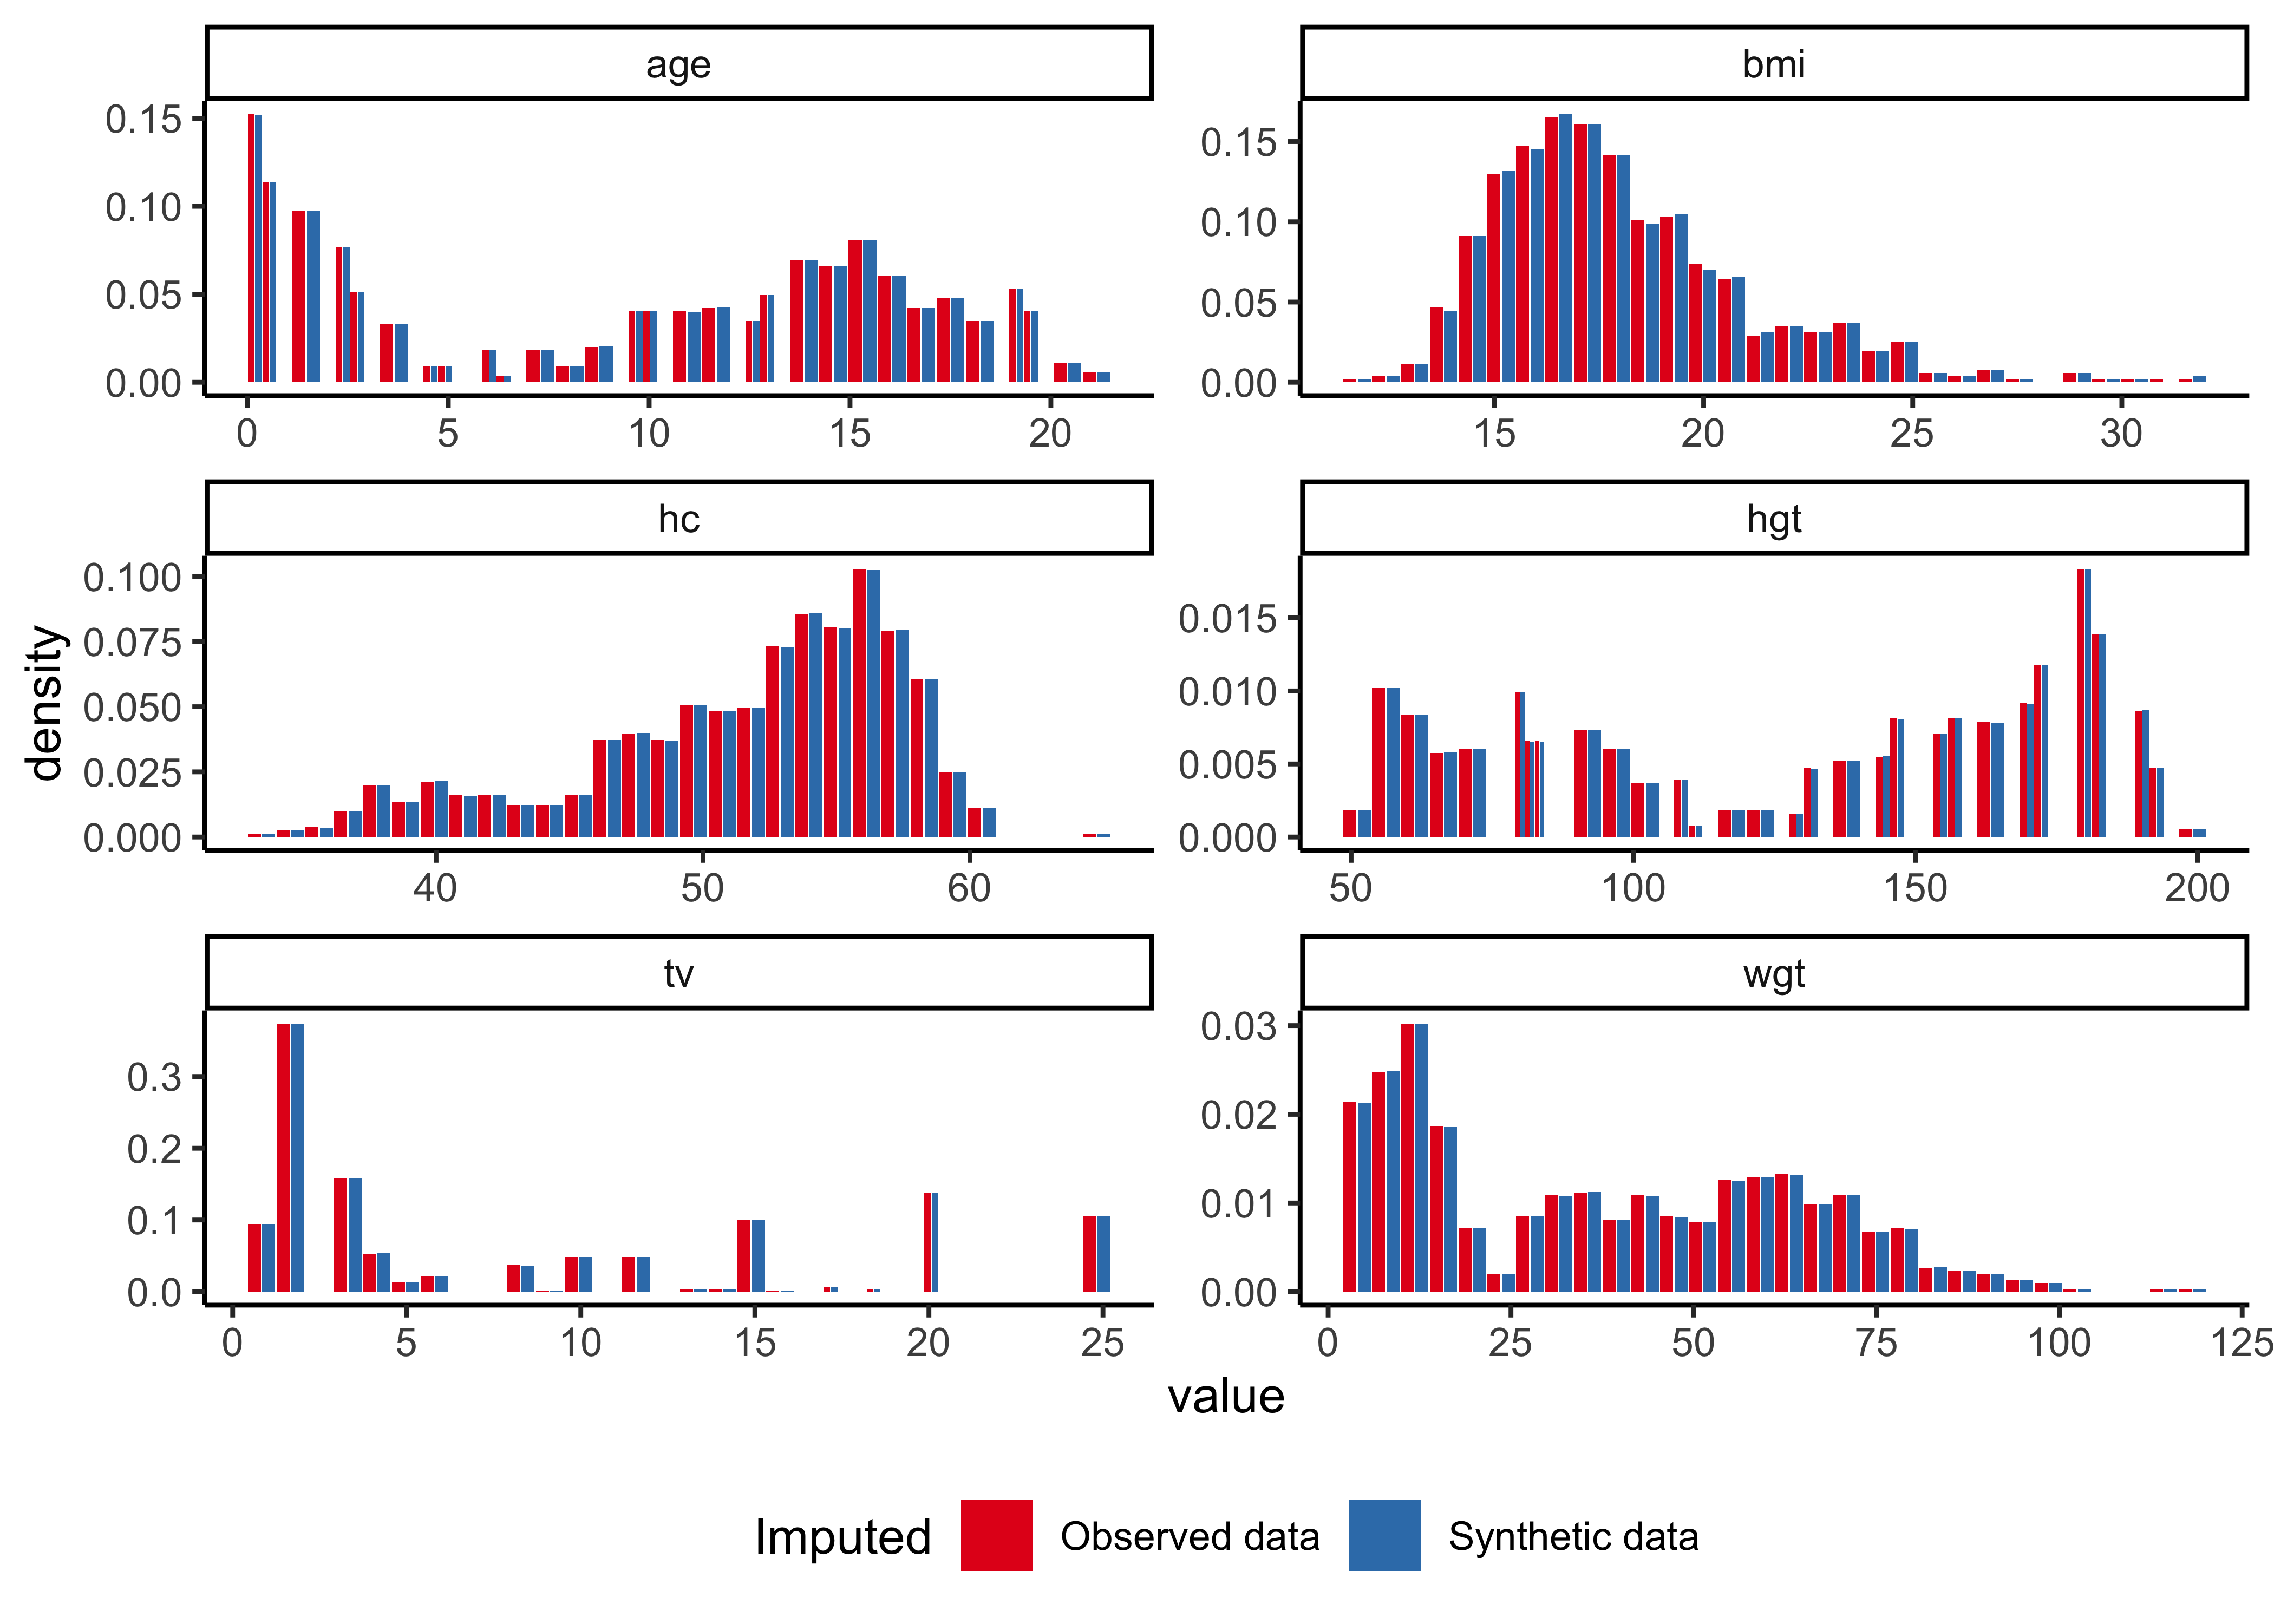 age
bmi
0.15
0.10
0.05
0.00
0 5 10 15 20
0.15
0.10
0.05
0.00
15 20 25 30
hc
hgt
0.100
0.075
0.050
0.025
0.000
40 50 60
0.015
0.010
0.005
0.000
50 100 150 200
tv
wgt
0.3
0.2
0.1
0.0
0 5 10 15 20 25
0.03
0.02
0.01
0.00
0 25 50 75 100 125
density
value
Imputed Observed data Synthetic data